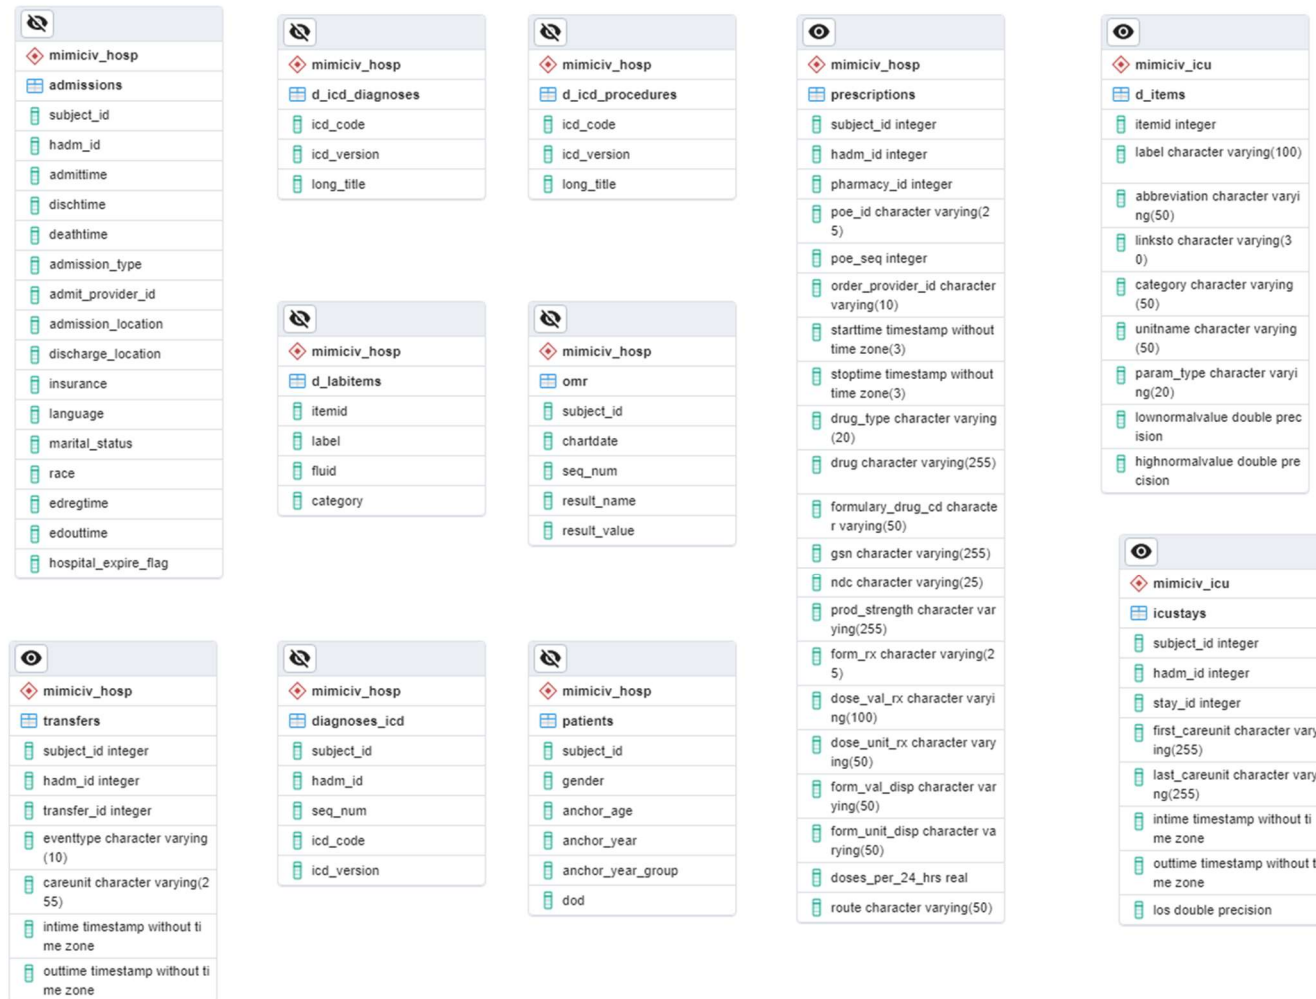 mimiciv_hosp
admissions
subject_id
hadm_id
admittime
dischtime
deathtime
admission_type
admit_provider_id
admission_location
discharge_location
insurance
language
marital_status
race
edregtime
edouttime
hospital_expire_flag
mimiciv_hosp
d_icd_diagnoses
icd_code
icd_version
long_title
mimiciv_hosp
d_icd_procedures
icd_code
icd_version
long_title
mimiciv_hosp
prescriptions
subject_id integer
hadm_id integer
pharmacy_id integer
poe_id character varying(2
5)
poe_seq integer
order_provider_id character
varying(10)
starttime timestamp without
time zone(3)
stoptime timestamp without
time zone(3)
drug_type character varying
(20)
drug character varying(255)
formulary_drug_cd characte
r varying(50)
gsn character varying(255)
ndc character varying(25)
prod_strength character var
ying(255)
form_rx character varying(2
5)
dose_val_rx character varyi
ng(100)
dose_unit_rx character vary
ing(50)
form_val_disp character var
ying(50)
form_unit_disp character va
rying(50)
doses_per_24_hrs real
route character varying(50)
mimiciv_icu
d_items
itemid integer
label character varying(100)
abbreviation character varyi
ng(50)
linksto character varying(3
0)
category character varying
(50)
unitname character varying
(50)
param_type character varyi
ng(20)
lownormalvalue double prec
ision
highnormalvalue double pre
cision
mimiciv_hosp
d_labitems
itemid
label
fluid
category
mimiciv_hosp
omr
subject_id
chartdate
seq_num
result_name
result_value
mimiciv_hosp
transfers
subject_id integer
hadm_id integer
transfer_id integer
eventtype character varying
(10)
careunit character varying(2
55)
intime timestamp without ti
me zone
outtime timestamp without ti
me zone
mimiciv_hosp
diagnoses_icd
subject_id
hadm_id
seq_num
icd_code
icd_version
mimiciv_hosp
patients
subject_id
gender
anchor_age
anchor_year
anchor_year_group
dod
mimiciv_icu
icustays
subject_id integer
hadm_id integer
stay_id integer
first_careunit character vary
ing(255)
last_careunit character vary
ng(255)
intime timestamp without ti
me zone
outtime timestamp without t
me zone
los double precision